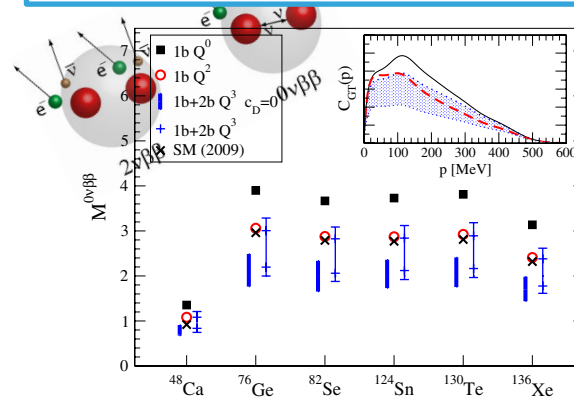 ν
ν̄
e⁻
ν̄
e⁻
2νββ
0νββ
1b Q⁰
1b Q²
1b+2b Q³ c_D=0
1b+2b Q³
SM (2009)
M⁰ᵛᵝᵝ
7
6
5
4
3
2
1
0
C_GT(p)
0 100 200 300 400 500 600
p [MeV]
⁴⁸Ca ⁷⁶Ge ⁸²Se ¹²⁴Sn ¹³⁰Te ¹³⁶Xe